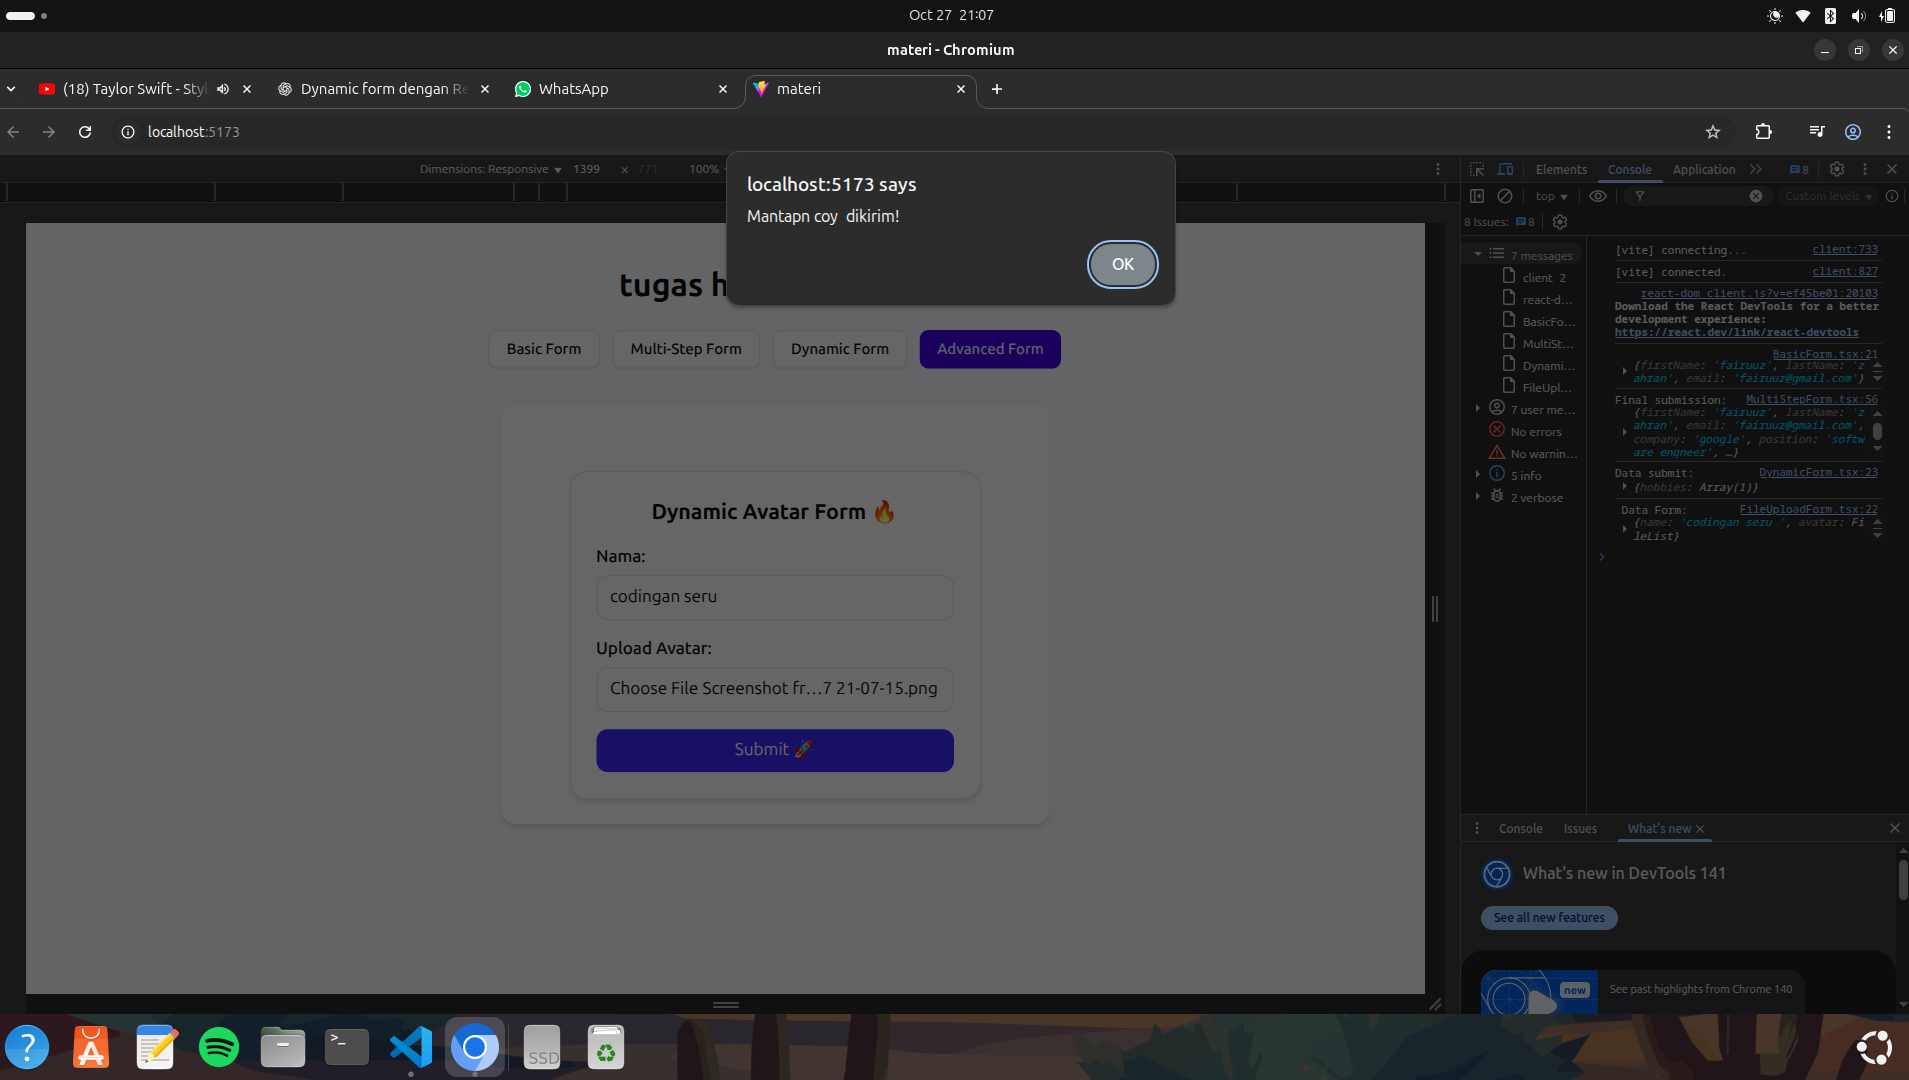 Oct 27 21:07
materi - Chromium
(18) Taylor Swift - Styl
Dynamic form dengan Re
WhatsApp
materi
localhost:5173
Dimensions: Responsive 1399 x 771 100%
Elements Console Application 8
top Custom levels
8 Issues: 8
localhost:5173 says
Mantapn coy  dikirim!
OK
tugas h
Basic Form
Multi-Step Form
Dynamic Form
Advanced Form
Dynamic Avatar Form 🔥
Nama:
codingan seru
Upload Avatar:
Choose File Screenshot fr...7 21-07-15.png
Submit 🚀
7 messages
client 2
react-d...
BasicFo...
MultiSt...
Dynami...
FileUpl...
7 user me...
No errors
No warnin...
5 info
2 verbose
[vite] connecting... client:733
[vite] connected. client:827
react-dom_client.js?v=ef45be01:20103
Download the React DevTools for a better
development experience:
https://react.dev/link/react-devtools
BasicForm.tsx:21
{firstName: 'fairuuz', lastName: 'z
ahran', email: 'fairuuz@gmail.com'}
Final submission: MultiStepForm.tsx:56
{firstName: 'fairuuz', lastName: 'z
ahran', email: 'fairuuz@gmail.com',
company: 'google', position: 'softw
are engneer', …}
Data submit: DynamicForm.tsx:23
{hobbies: Array(1)}
Data Form: FileUploadForm.tsx:22
{name: 'codingan seru ', avatar: Fi
leList}
Console Issues What's new
What's new in DevTools 141
See all new features
new
See past highlights from Chrome 140
SSD